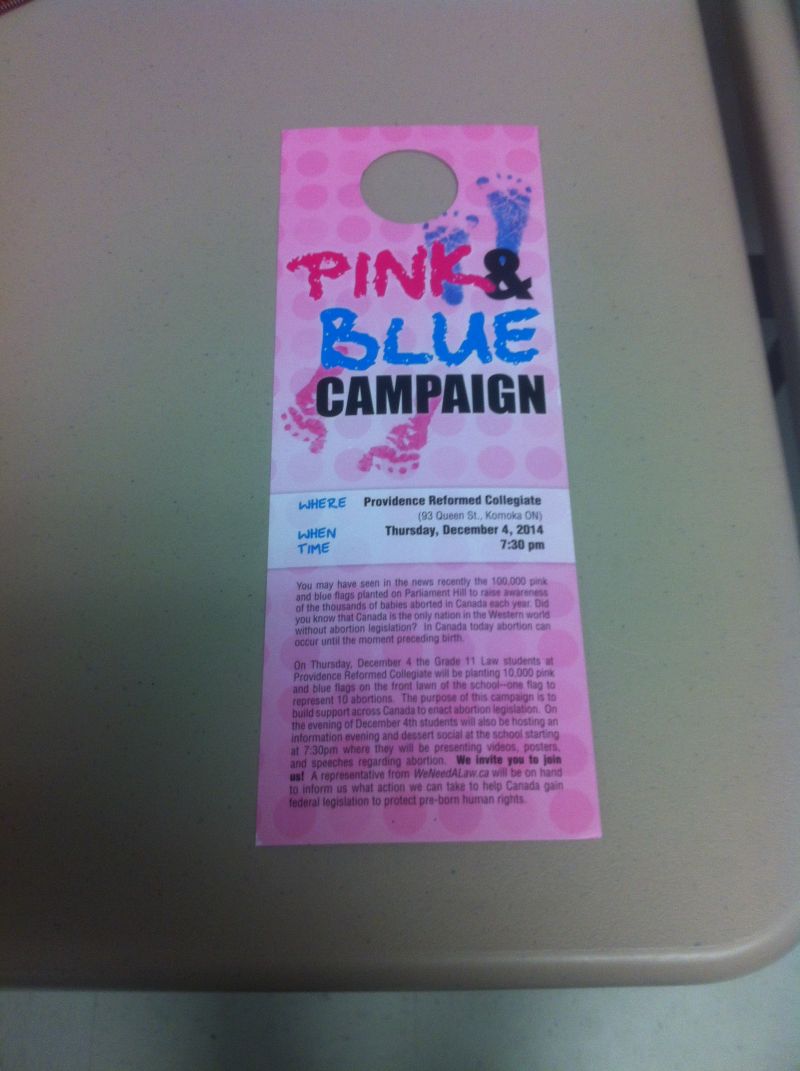 PINK &
BLUE
CAMPAIGN
WHERE Providence Reformed Collegiate
(93 Queen St., Komoka ON)
WHEN Thursday, December 4, 2014
TIME 7:30 pm
You may have seen in the news recently the 100,000 pink
and blue flags planted on Parliament Hill to raise awareness
of the thousands of babies aborted in Canada each year. Did
you know that Canada is the only nation in the Western world
without abortion legislation? In Canada today abortion can
occur until the moment preceding birth.
On Thursday, December 4 the Grade 11 Law students at
Providence Reformed Collegiate will be planting 10,000 pink
and blue flags on the front lawn of the school--one flag to
represent 10 abortions. The purpose of this campaign is to
build support across Canada to enact abortion legislation. On
the evening of December 4th students will also be hosting an
information evening and dessert social at the school starting
at 7:30pm where they will be presenting videos, posters,
and speeches regarding abortion. We invite you to join
us! A representative from WeNeedALaw.ca will be on hand
to inform us what action we can take to help Canada gain
federal legislation to protect pre-born human rights.